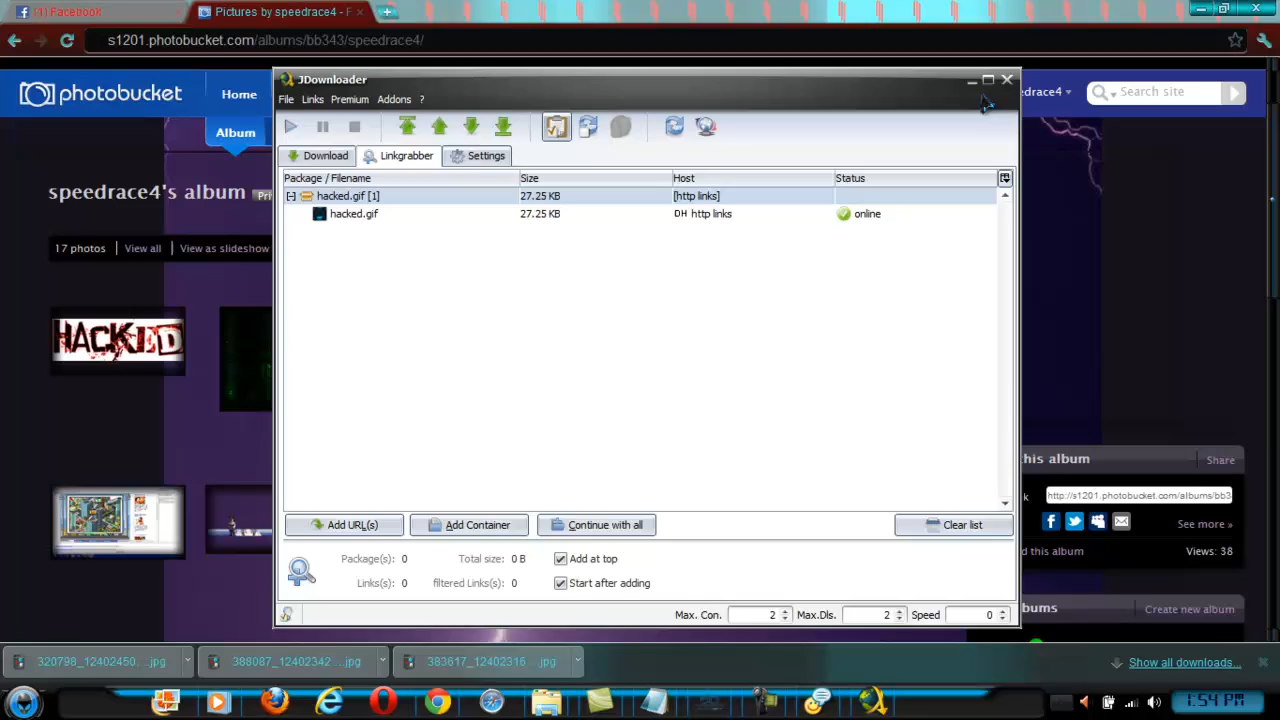 [1] Facebook
Pictures by speedrace4 - F
s1201.photobucket.com/albums/bb343/speedrace4/
photobucket
Home
Album
edrace4
Search site
speedrace4's album
Pri
17 photos
View all
View as slideshow
HACKED
JDownloader
File Links Premium Addons ?
Download Linkgrabber Settings
Package / Filename Size Host Status
hacked.gif [1] 27.25 KB [http links]
hacked.gif 27.25 KB DH http links online
Add URL(s) Add Container Continue with all Clear list
Package(s): 0 Total size: 0 B Add at top
Links(s): 0 filtered Links(s): 0 Start after adding
Max. Con. 2 Max.Dls. 2 Speed 0
his album Share
k http://s1201.photobucket.com/albums/bb3
See more »
d this album Views: 38
bums Create new album
320798_12402450....jpg 388087_12402342....jpg 383617_12402316....jpg Show all downloads...
1:54 PM